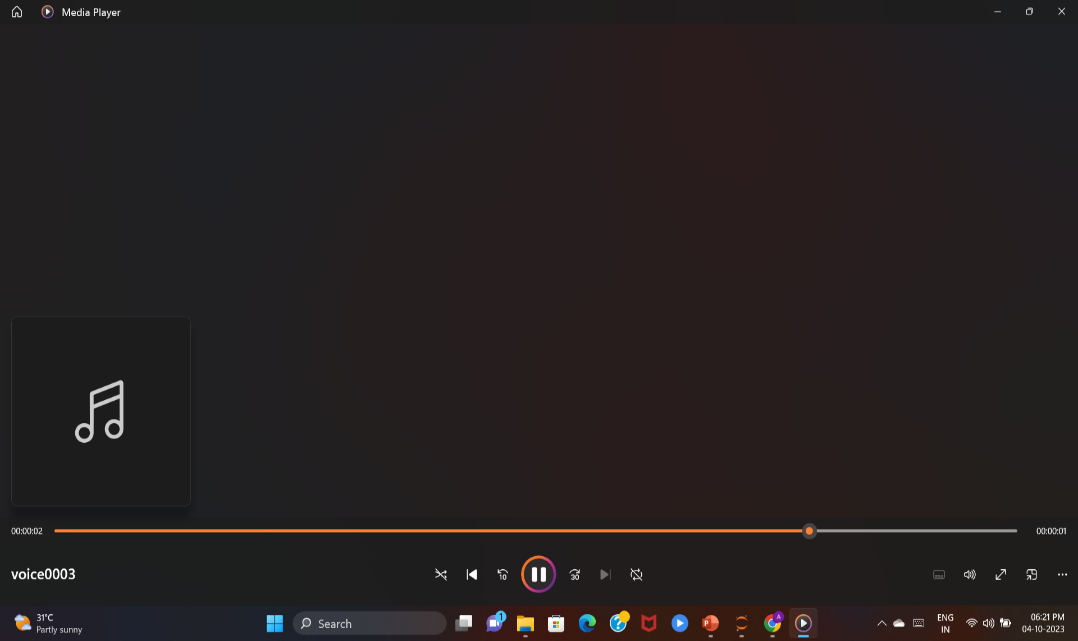 Media Player
00:00:02
00:00:01
voice0003
10
30
31°C
Partly sunny
Search
1
A
ENG
IN
06:21 PM
04-10-2023